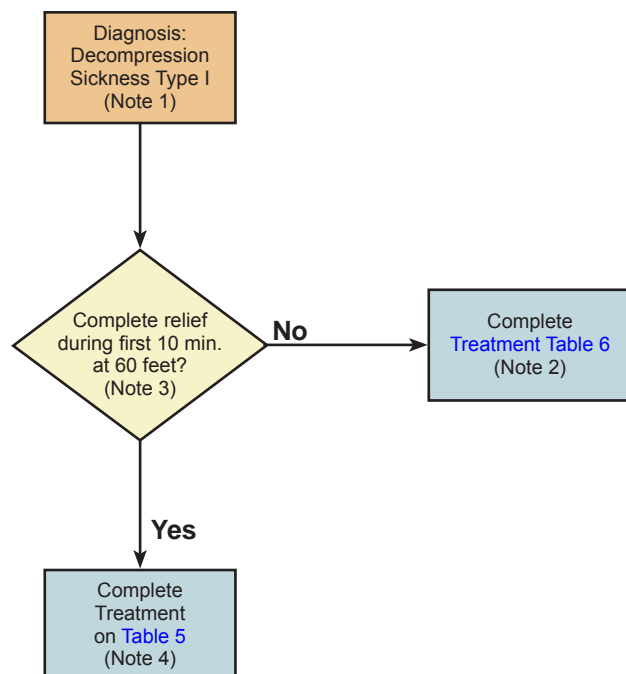 Diagnosis:
Decompression
Sickness Type I
(Note 1)
Complete relief
during first 10 min.
at 60 feet?
(Note 3)
No
Complete
Treatment Table 6
(Note 2)
Yes
Complete
Treatment
on Table 5
(Note 4)